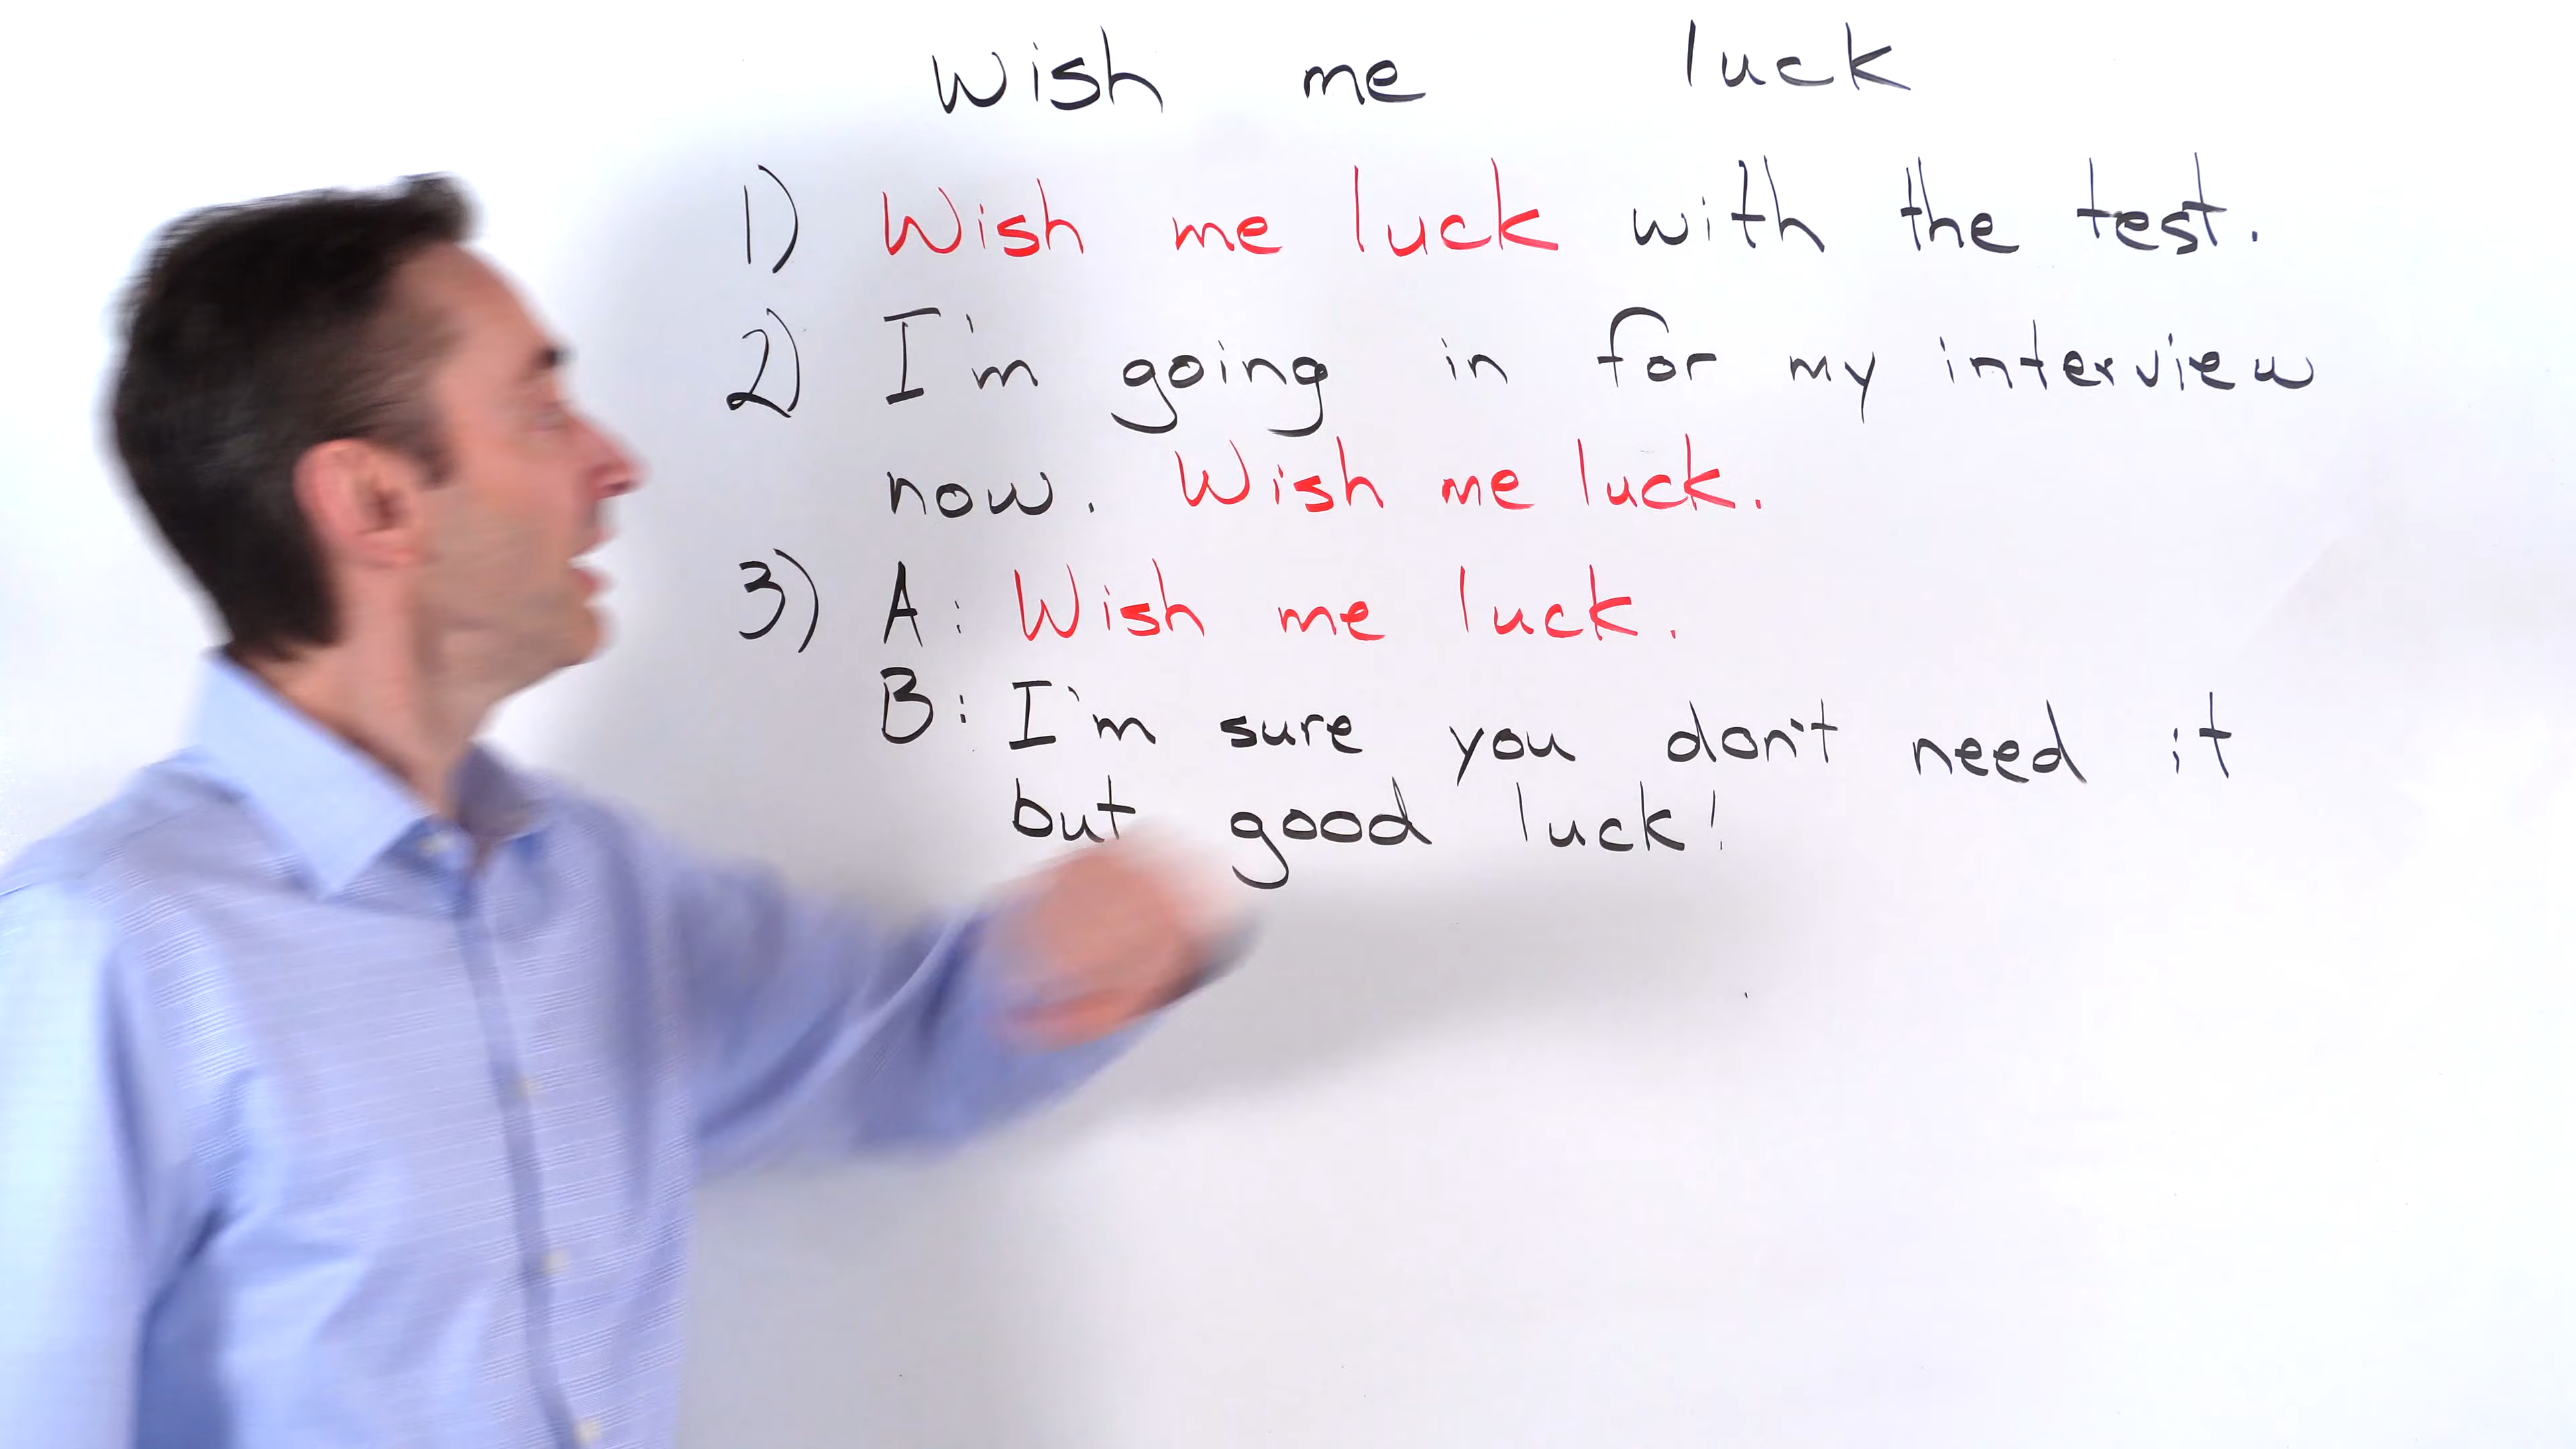 Wish me luck
1) Wish me luck with the test.
2) I'm going in for my interview
now. Wish me luck.
3) A: Wish me luck.
B: I'm sure you don't need it
but good luck!